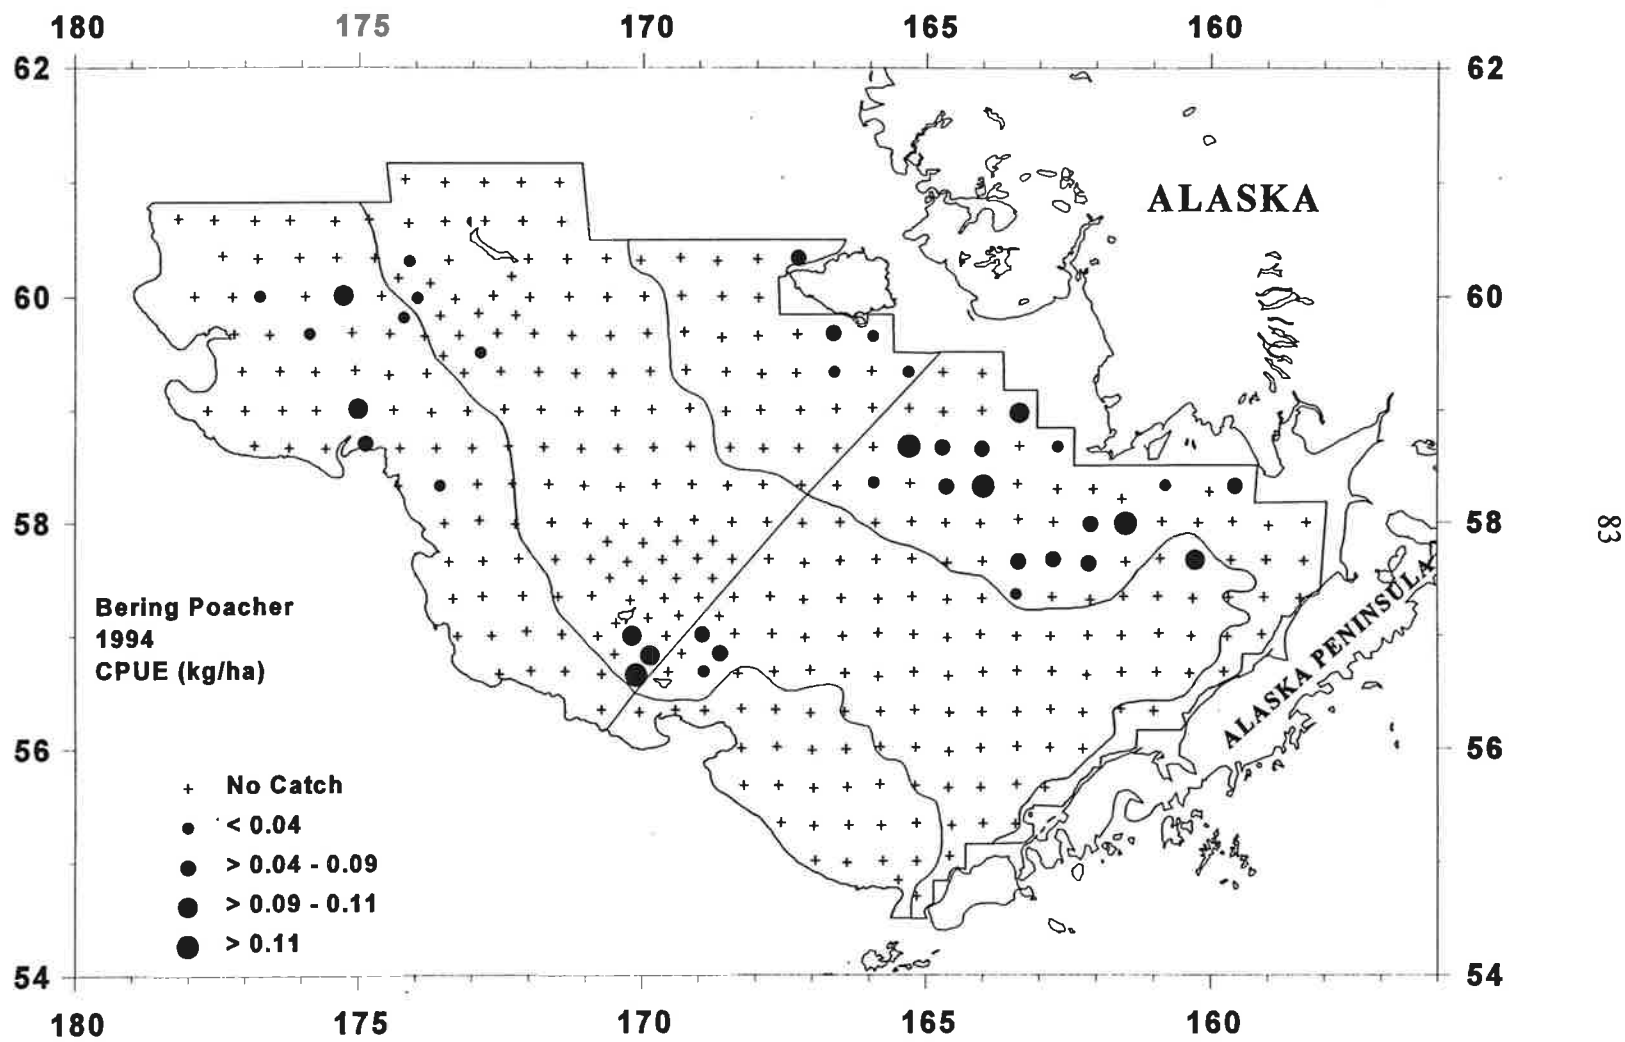 180 175 170 165 160
62 62
ALASKA
60 60
58 58
83
Bering Poacher
1994
CPUE (kg/ha)
ALASKA PENINSULA
56 56
+ No Catch
< 0.04
> 0.04 - 0.09
> 0.09 - 0.11
> 0.11
54 54
180 175 170 165 160